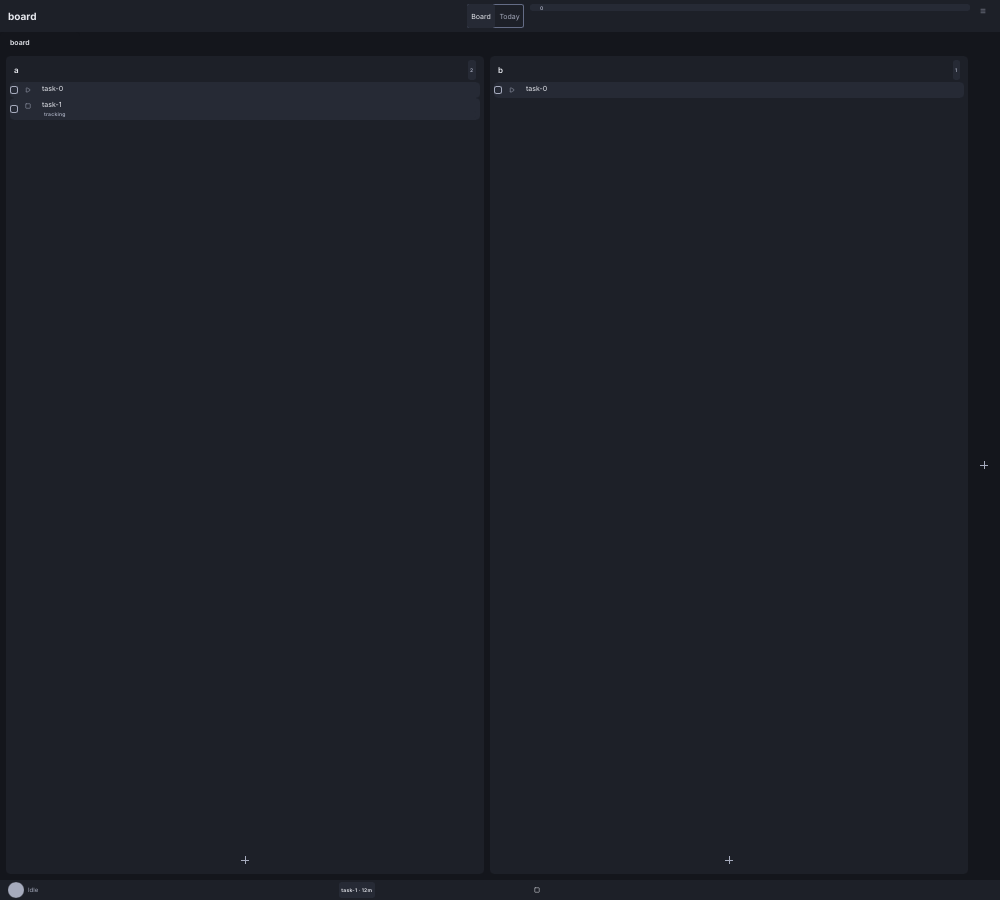 board
Board Today
0
board
a 2
task-0
task-1
tracking
b 1
task-0
Idle
task-1 · 12m